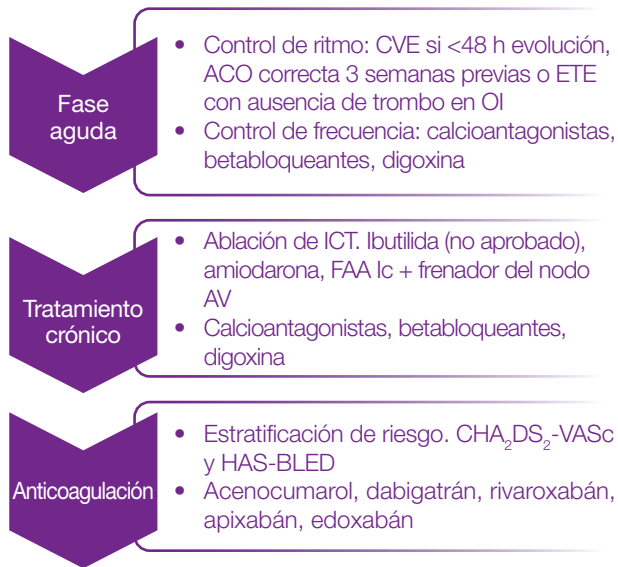 Fase
aguda
• Control de ritmo: CVE si <48 h evolución,
ACO correcta 3 semanas previas o ETE
con ausencia de trombo en OI
• Control de frecuencia: calcioantagonistas,
betabloqueantes, digoxina
Tratamiento
crónico
• Ablación de ICT. Ibutilida (no aprobado),
amiodarona, FAA Ic + frenador del nodo
AV
• Calcioantagonistas, betabloqueantes,
digoxina
Anticoagulación
• Estratificación de riesgo. CHA₂DS₂-VASc
y HAS-BLED
• Acenocumarol, dabigatrán, rivaroxabán,
apixabán, edoxabán